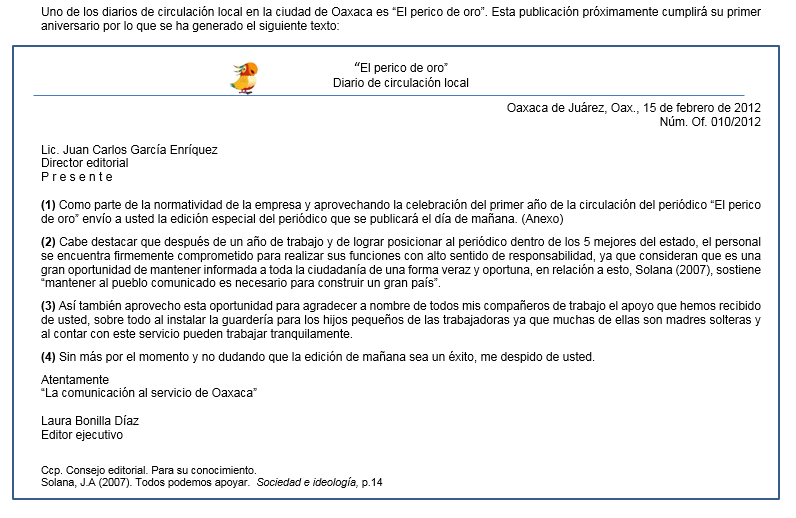 Uno de los diarios de circulación local en la ciudad de Oaxaca es “El perico de oro”. Esta publicación próximamente cumplirá su primer
aniversario por lo que se ha generado el siguiente texto:
“El perico de oro”
Diario de circulación local
Oaxaca de Juárez, Oax., 15 de febrero de 2012
Núm. Of. 010/2012
Lic. Juan Carlos García Enríquez
Director editorial
P r e s e n t e
(1) Como parte de la normatividad de la empresa y aprovechando la celebración del primer año de la circulación del periódico “El perico
de oro” envío a usted la edición especial del periódico que se publicará el día de mañana. (Anexo)
(2) Cabe destacar que después de un año de trabajo y de lograr posicionar al periódico dentro de los 5 mejores del estado, el personal
se encuentra firmemente comprometido para realizar sus funciones con alto sentido de responsabilidad, ya que consideran que es una
gran oportunidad de mantener informada a toda la ciudadanía de una forma veraz y oportuna, en relación a esto, Solana (2007), sostiene
“mantener al pueblo comunicado es necesario para construir un gran país”.
(3) Así también aprovecho esta oportunidad para agradecer a nombre de todos mis compañeros de trabajo el apoyo que hemos recibido
de usted, sobre todo al instalar la guardería para los hijos pequeños de las trabajadoras ya que muchas de ellas son madres solteras y
al contar con este servicio pueden trabajar tranquilamente.
(4) Sin más por el momento y no dudando que la edición de mañana sea un éxito, me despido de usted.
Atentamente
“La comunicación al servicio de Oaxaca”
Laura Bonilla Díaz
Editor ejecutivo
Ccp. Consejo editorial. Para su conocimiento.
Solana, J.A (2007). Todos podemos apoyar. Sociedad e ideología, p.14